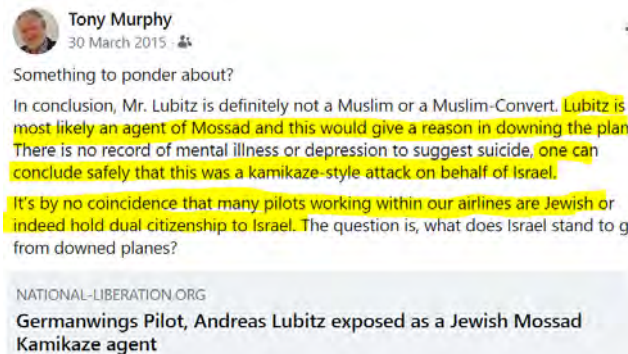 Tony Murphy
30 March 2015
Something to ponder about?
In conclusion, Mr. Lubitz is definitely not a Muslim or a Muslim-Convert. Lubitz is
most likely an agent of Mossad and this would give a reason in downing the plan
There is no record of mental illness or depression to suggest suicide, one can
conclude safely that this was a kamikaze-style attack on behalf of Israel.
It's by no coincidence that many pilots working within our airlines are Jewish or
indeed hold dual citizenship to Israel. The question is, what does Israel stand to g
from downed planes?
NATIONAL-LIBERATION.ORG
Germanwings Pilot, Andreas Lubitz exposed as a Jewish Mossad
Kamikaze agent